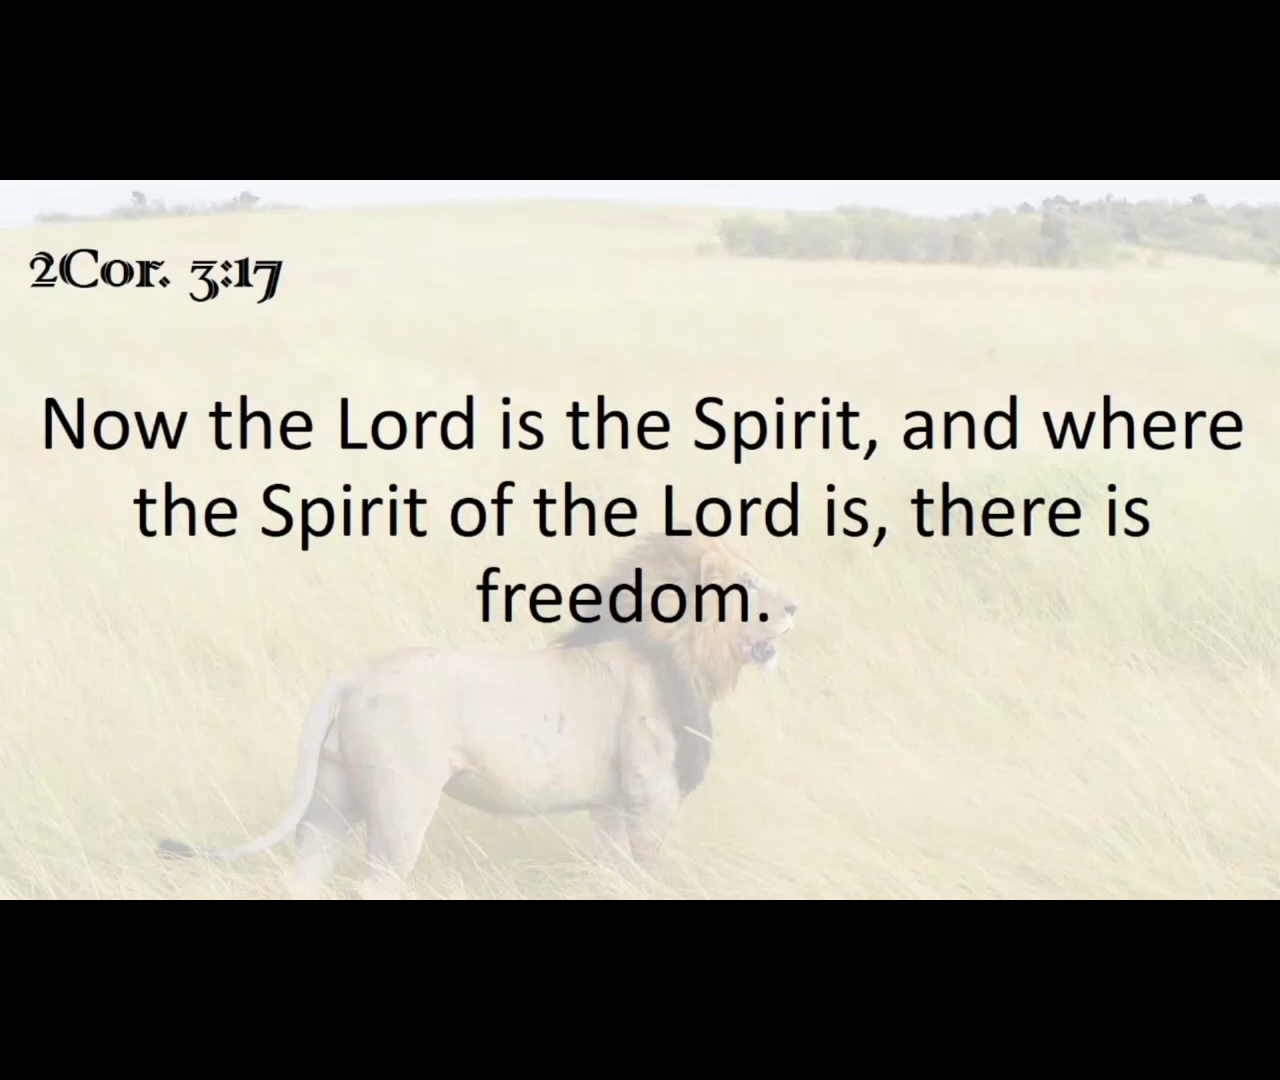 2Cor. 3:17
Now the Lord is the Spirit, and where
the Spirit of the Lord is, there is
freedom.